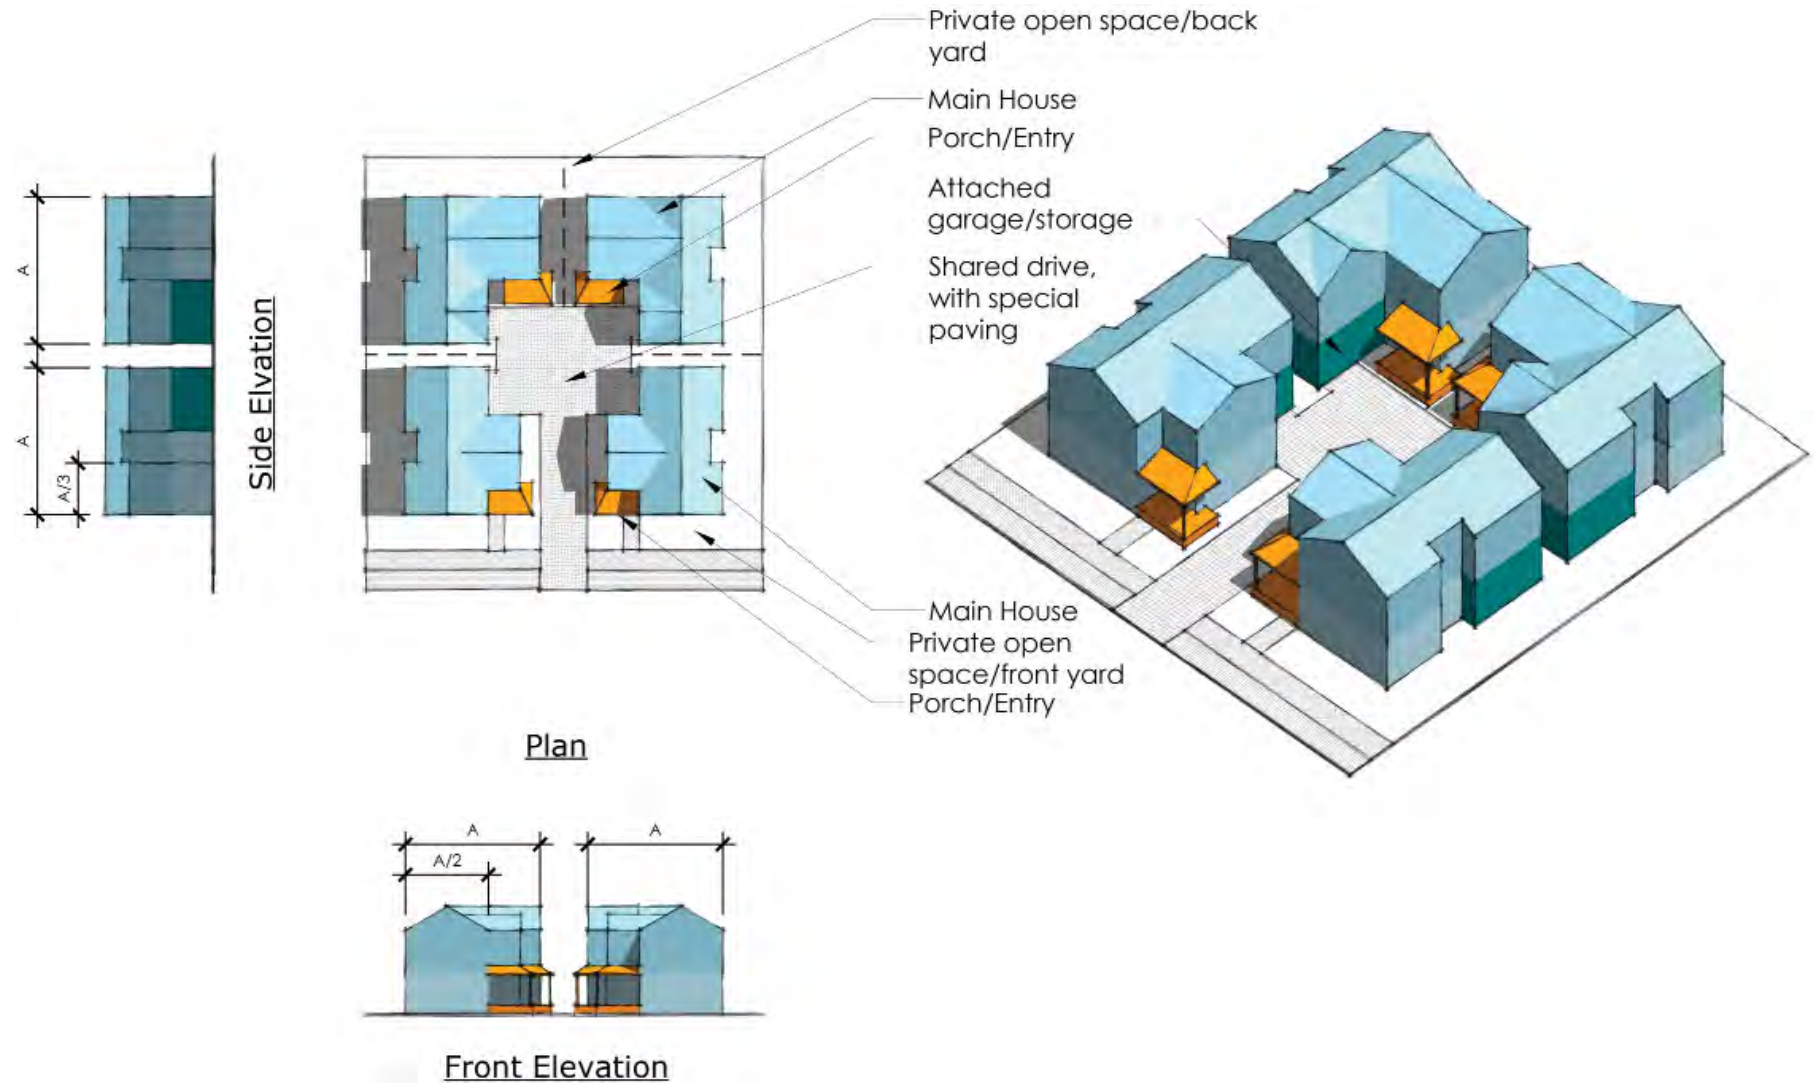 Private open space/back
yard
Main House
Porch/Entry
Attached
garage/storage
Shared drive,
with special
paving
A
A
A/3
Side Elvation
Main House
Private open
space/front yard
Porch/Entry
Plan
A
A
A/2
Front Elevation